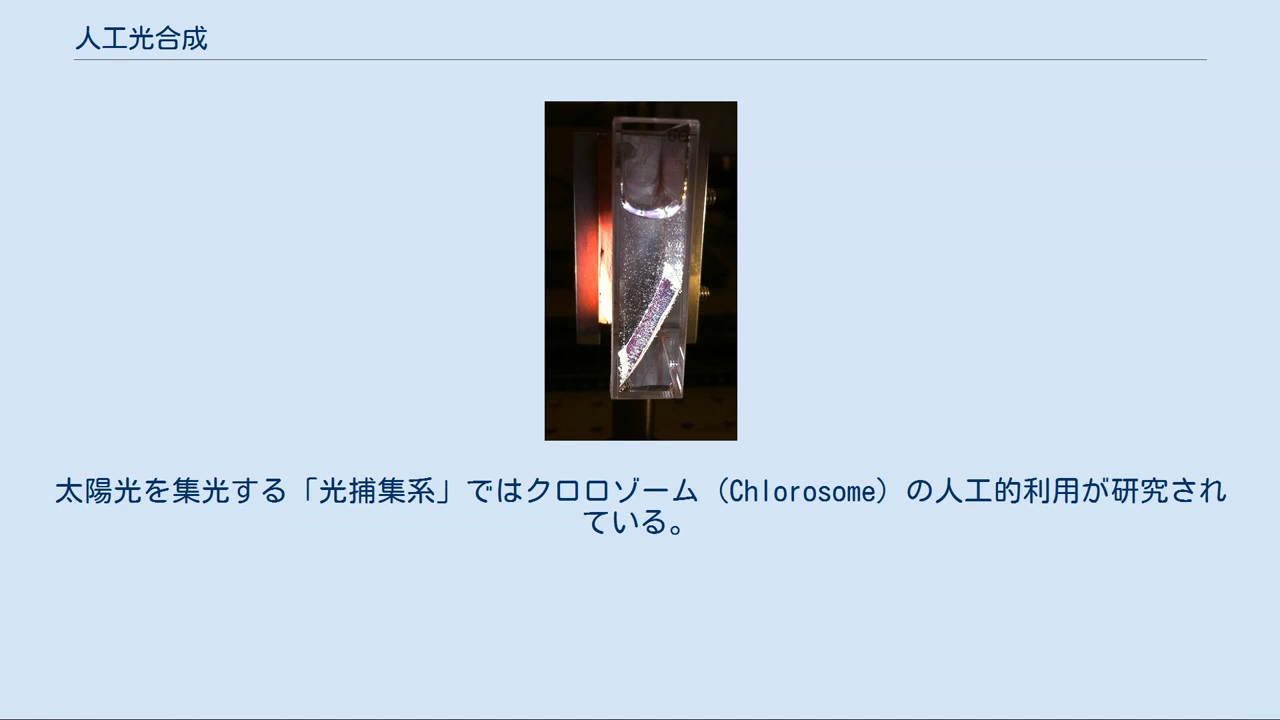 人工光合成
太陽光を集光する「光捕集系」ではクロロゾーム（Chlorosome）の人工的利用が研究され
ている。